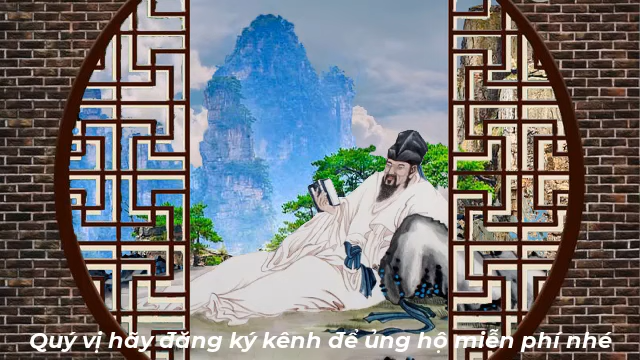 Quý vị hãy đăng ký kênh để ủng hộ miễn phí nhé